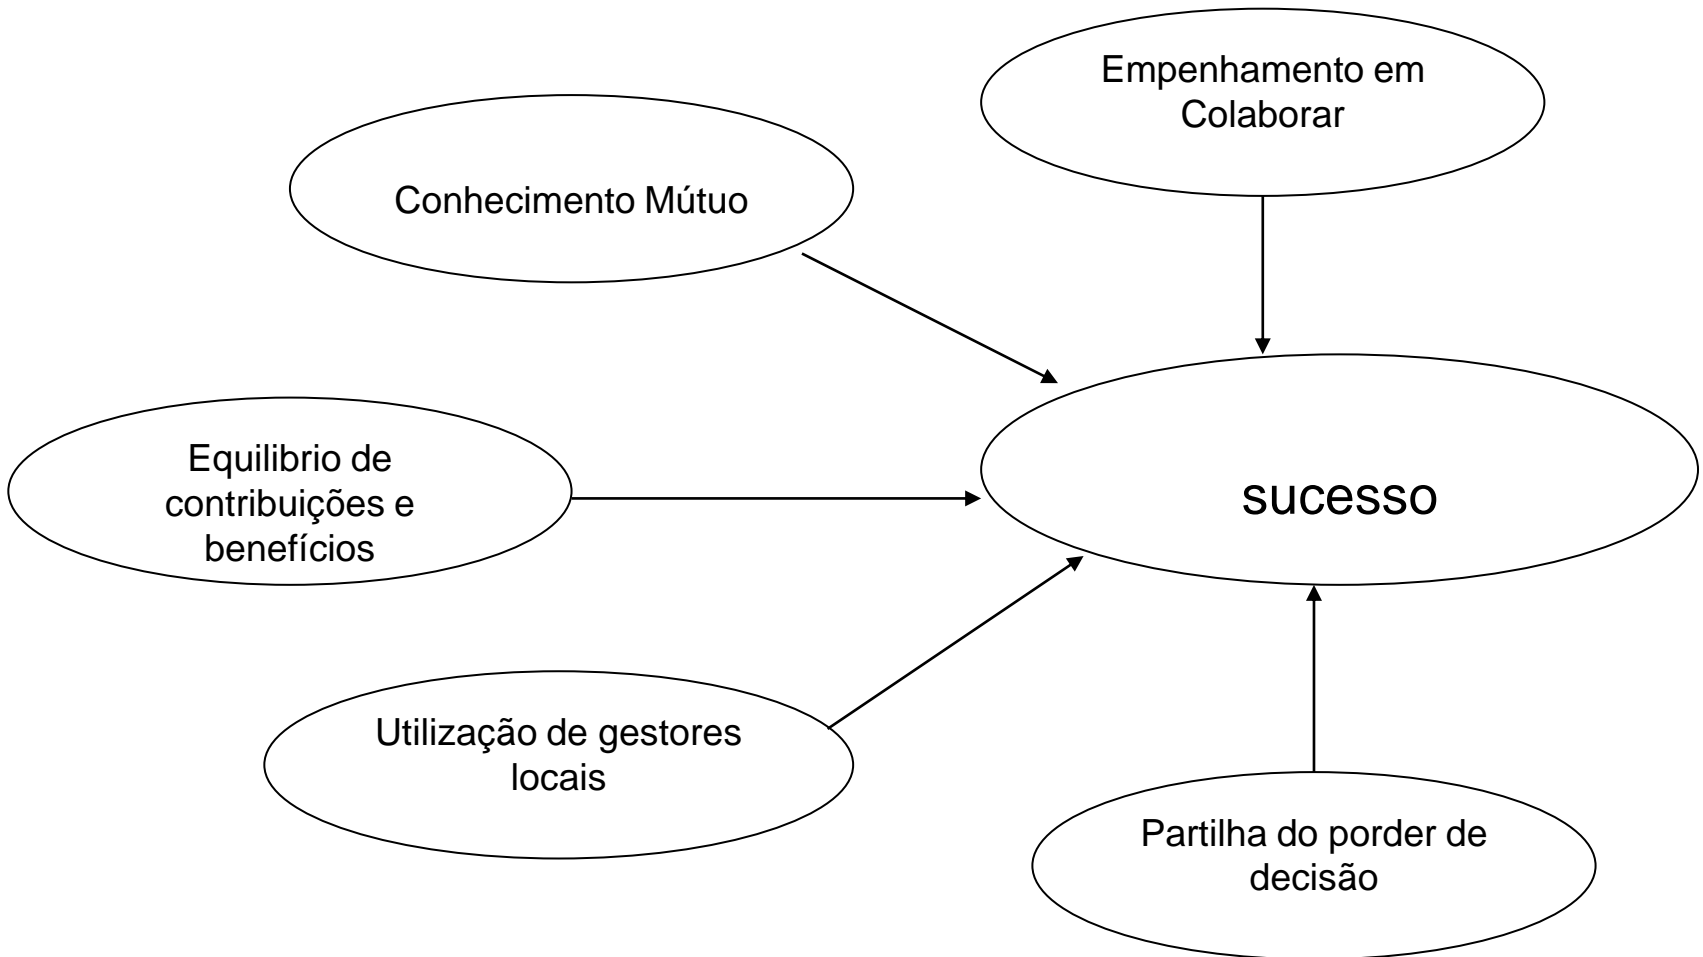 Empenhamento em
Colaborar
Conhecimento Mútuo
Equilibrio de
contribuições e
benefícios
sucesso
Utilização de gestores
locais
Partilha do porder de
decisão